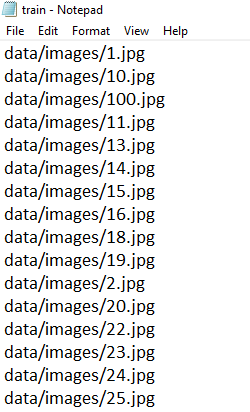 train - Notepad
File Edit Format View Help
data/images/1.jpg
data/images/10.jpg
data/images/100.jpg
data/images/11.jpg
data/images/13.jpg
data/images/14.jpg
data/images/15.jpg
data/images/16.jpg
data/images/18.jpg
data/images/19.jpg
data/images/2.jpg
data/images/20.jpg
data/images/22.jpg
data/images/23.jpg
data/images/24.jpg
data/images/25.jpg